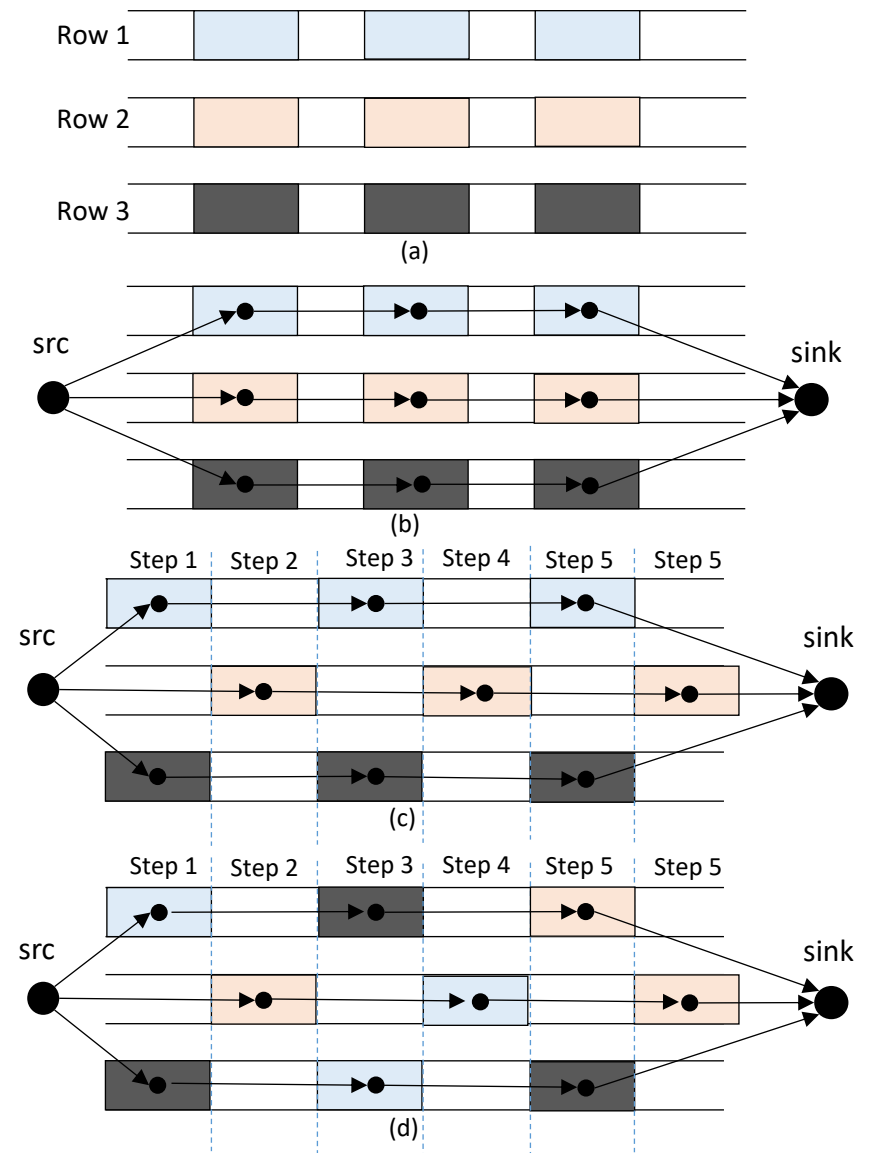 Row 1
Row 2
Row 3
(a)
src
sink
(b)
Step 1 Step 2 Step 3 Step 4 Step 5 Step 5
src
sink
(c)
Step 1 Step 2 Step 3 Step 4 Step 5 Step 5
src
sink
(d)